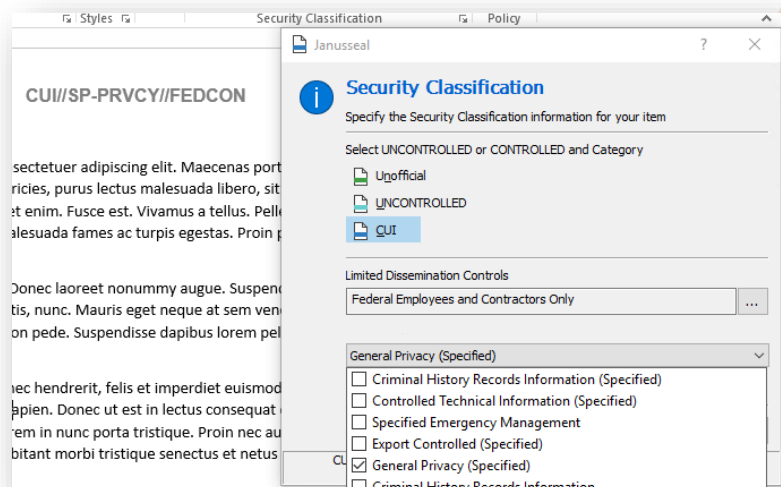 Styles Security Classification Policy
Janusseal ?
CUI//SP-PRVCY//FEDCON
Security Classification
Specify the Security Classification information for your item
Select UNCONTROLLED or CONTROLLED and Category
Unofficial
UNCONTROLLED
CUI
Limited Dissemination Controls
Federal Employees and Contractors Only ...
General Privacy (Specified)
Criminal History Records Information (Specified)
Controlled Technical Information (Specified)
Specified Emergency Management
Export Controlled (Specified)
General Privacy (Specified)
Criminal History Records Information
CU
sectetuer adipiscing elit. Maecenas port
ricies, purus lectus malesuada libero, sit
et enim. Fusce est. Vivamus a tellus. Pelle
alesuada fames ac turpis egestas. Proin p
Donec laoreet nonummy augue. Suspend
tis, nunc. Mauris eget neque at sem ven
on pede. Suspendisse dapibus lorem pel
nec hendrerit, felis et imperdiet euismod
apien. Donec ut est in lectus consequat
rem in nunc porta tristique. Proin nec au
bitant morbi tristique senectus et netus